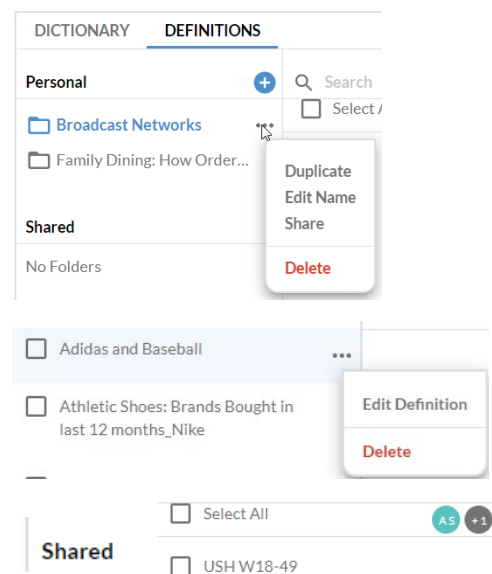 DICTIONARY DEFINITIONS
Personal
Search
Select A
Broadcast Networks
Family Dining: How Order...
Duplicate
Edit Name
Share
Delete
Shared
No Folders
Adidas and Baseball
Athletic Shoes: Brands Bought in
last 12 months_Nike
Edit Definition
Delete
Select All
AS +1
Shared
USH W18-49